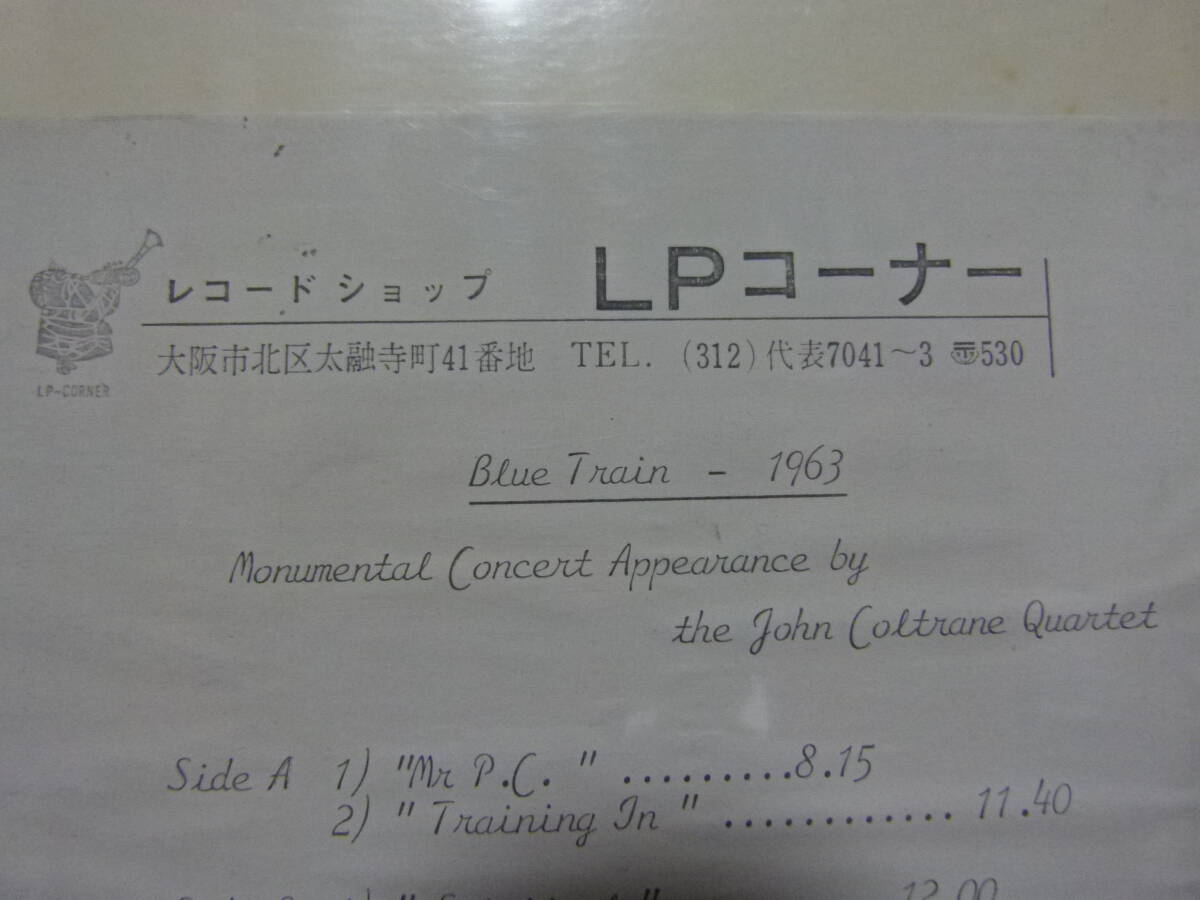 レコードショップ LPコーナー
大阪市北区太融寺町41番地 TEL. (312)代表7041~3 〠530
LP-CORNER
Blue Train - 1963
Monumental Concert Appearance by
the John Coltrane Quartet
Side A 1) "Mr P.C." .........8.15
2) "Training In" ............ 11.40
12.00